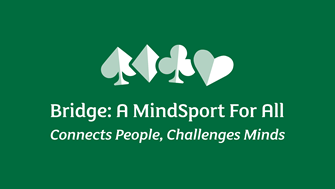 Bridge: A MindSport For All
Connects People, Challenges Minds